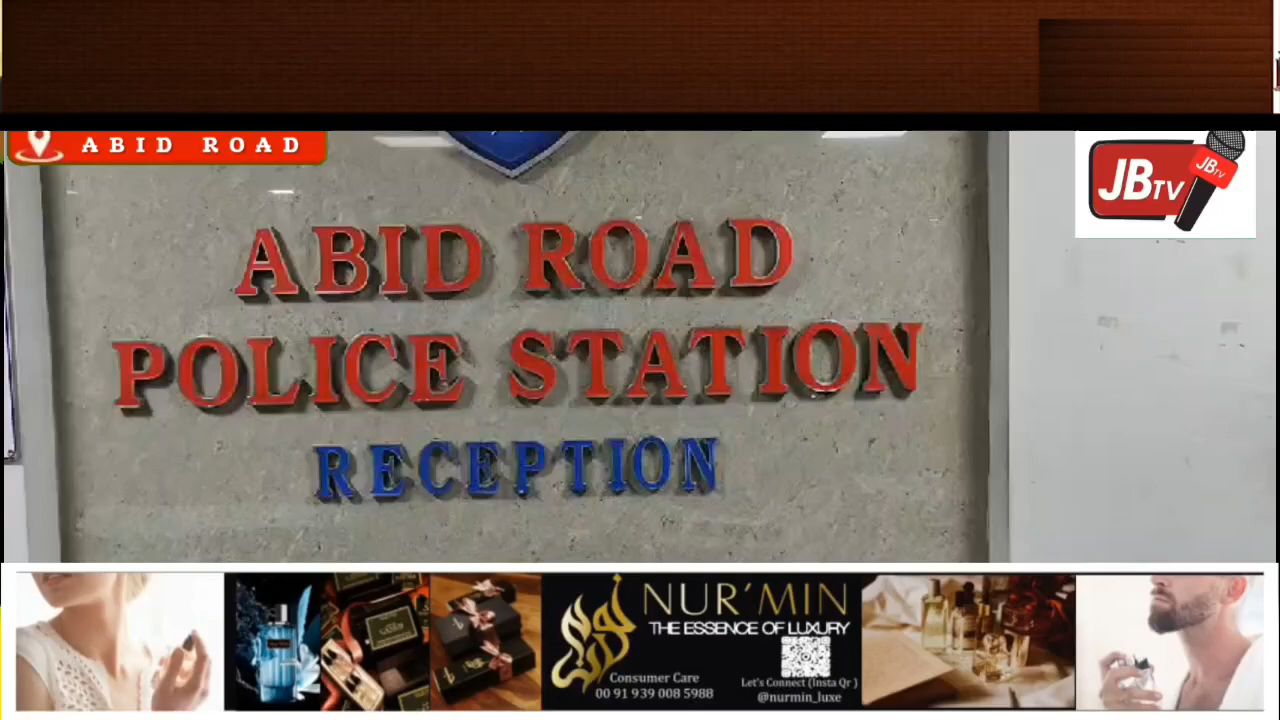 ABID ROAD
JBTV
JBTV
ABID ROAD
POLICE STATION
RECEPTION
NUR'MIN
THE ESSENCE OF LUXURY
Consumer Care
00 91 939 008 5988
Let's Connect (Insta Qr)
@nurmin_luxe